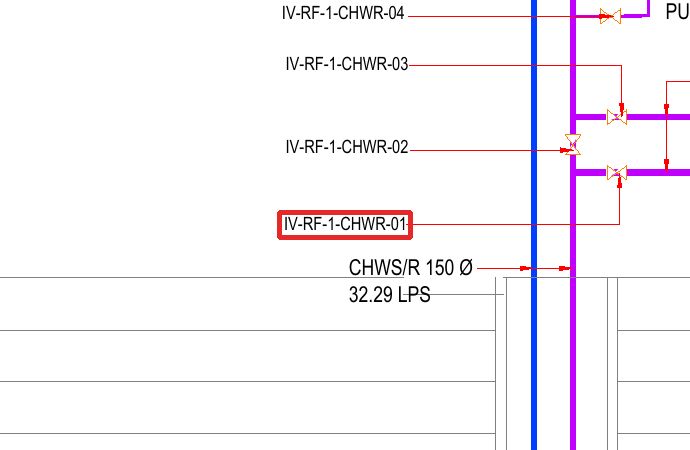 IV-RF-1-CHWR-04
PU
IV-RF-1-CHWR-03
IV-RF-1-CHWR-02
IV-RF-1-CHWR-01
CHWS/R 150 Ø
32.29 LPS